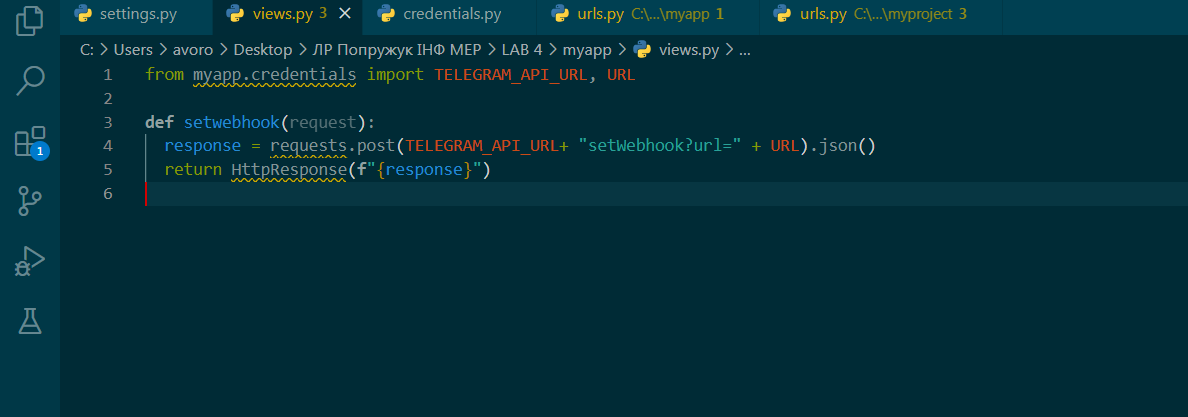 settings.py views.py 3 credentials.py urls.py C:\...\myapp 1 urls.py C:\...\myproject 3
C: > Users > avoro > Desktop > ЛР Попружук ІНФ МЕР > LAB 4 > myapp > views.py > ...
1 from myapp.credentials import TELEGRAM_API_URL, URL
2
3 def setwebhook(request):
4 response = requests.post(TELEGRAM_API_URL+ "setWebhook?url=" + URL).json()
5 return HttpResponse(f"{response}")
6
1